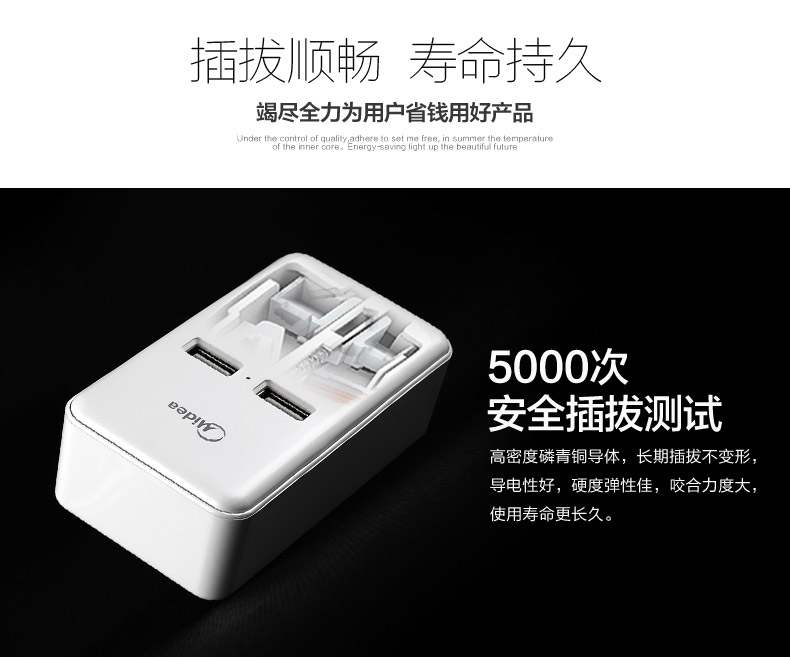 插拔顺畅 寿命持久
竭尽全力为用户省钱用好产品
Under the control of quality,adhere to set me free, in summer the temperature
of the inner core.. Energy-saving light up the beautiful future
Midea
5000次
安全插拔测试
高密度磷青铜导体，长期插拔不变形，
导电性好，硬度弹性佳，咬合力度大，
使用寿命更长久。